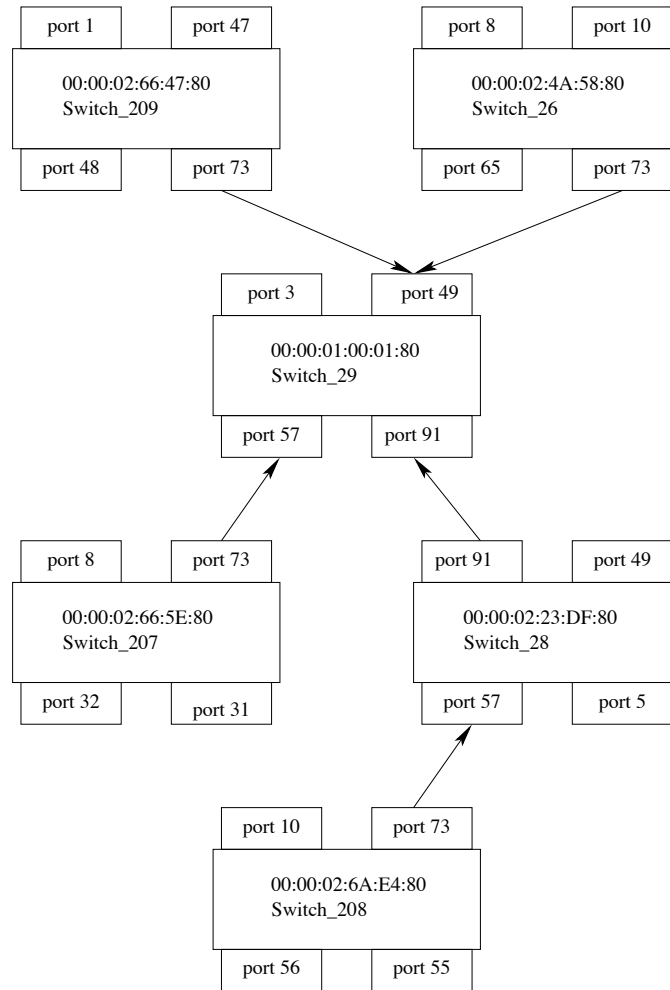 port 1
port 47
00:00:02:66:47:80
Switch_209
port 48
port 73
port 8
port 10
00:00:02:4A:58:80
Switch_26
port 65
port 73
port 3
port 49
00:00:01:00:01:80
Switch_29
port 57
port 91
port 8
port 73
00:00:02:66:5E:80
Switch_207
port 32
port 31
port 91
port 49
00:00:02:23:DF:80
Switch_28
port 57
port 5
port 10
port 73
00:00:02:6A:E4:80
Switch_208
port 56
port 55